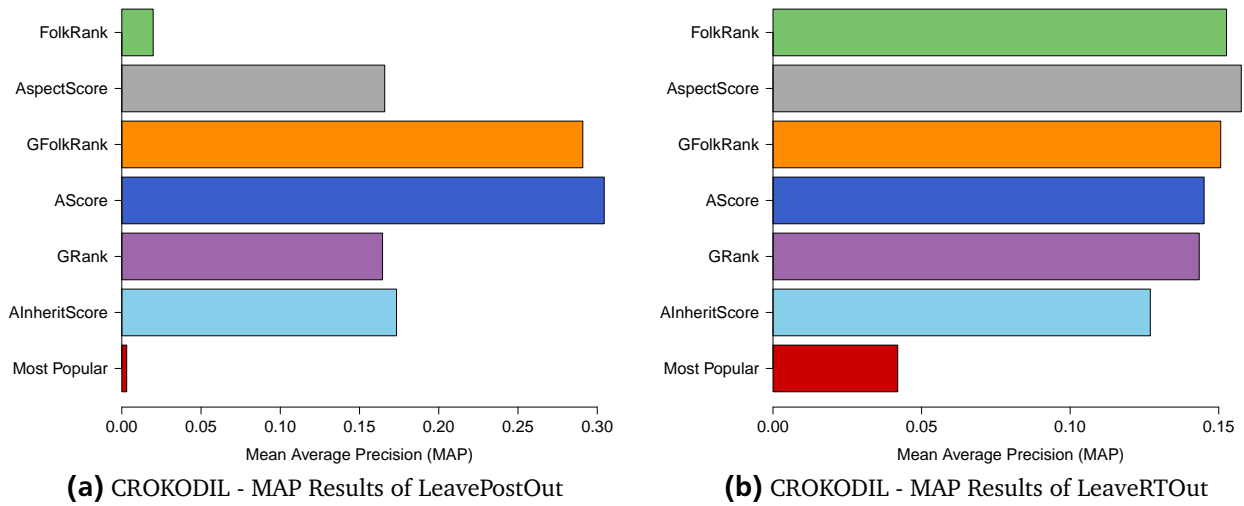 FolkRank
AspectScore
GFolkRank
AScore
GRank
AInheritScore
Most Popular
0.00 0.05 0.10 0.15 0.20 0.25 0.30
Mean Average Precision (MAP)
(a) CROKODIL - MAP Results of LeavePostOut
FolkRank
AspectScore
GFolkRank
AScore
GRank
AInheritScore
Most Popular
0.00 0.05 0.10 0.15
Mean Average Precision (MAP)
(b) CROKODIL - MAP Results of LeaveRTOut